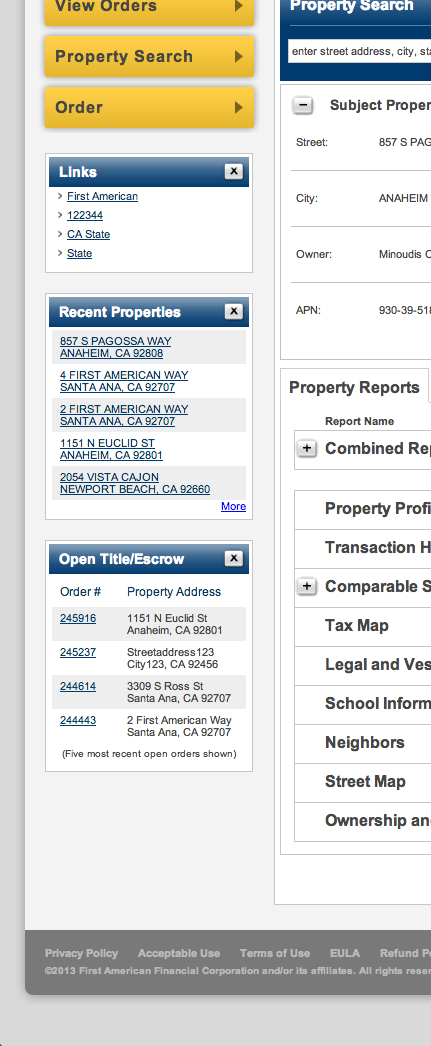 View Orders
Property Search
Order
Links
First American
122344
CA State
State
Recent Properties
857 S PAGOSSA WAY
ANAHEIM, CA 92808
4 FIRST AMERICAN WAY
SANTA ANA, CA 92707
2 FIRST AMERICAN WAY
SANTA ANA, CA 92707
1151 N EUCLID ST
ANAHEIM, CA 92801
2054 VISTA CAJON
NEWPORT BEACH, CA 92660
More
Open Title/Escrow
Order # Property Address
245916 1151 N Euclid St
Anaheim, CA 92801
245237 Streetaddress123
City123, CA 92456
244614 3309 S Ross St
Santa Ana, CA 92707
244443 2 First American Way
Santa Ana, CA 92707
(Five most recent open orders shown)
Property Search
enter street address, city, sta
Subject Proper
Street: 857 S PAG
City: ANAHEIM
Owner: Minoudis C
APN: 930-39-518
Property Reports
Report Name
Combined Rep
Property Profi
Transaction H
Comparable S
Tax Map
Legal and Ves
School Inform
Neighbors
Street Map
Ownership an
Privacy Policy Acceptable Use Terms of Use EULA Refund P
©2013 First American Financial Corporation and/or its affiliates. All rights reser